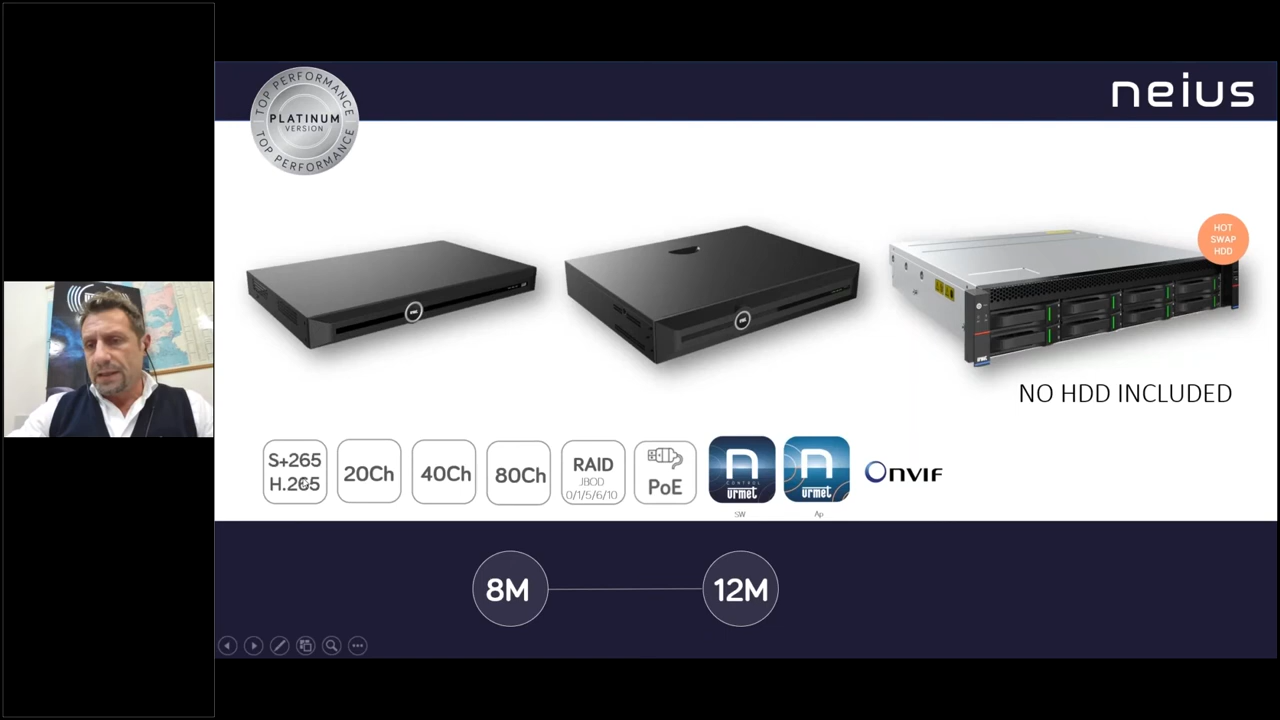 TOP PERFORMANCE
PLATINUM
VERSION
TOP PERFORMANCE
neius
HOT
SWAP
HDD
NO HDD INCLUDED
S+265
H.265
20Ch
40Ch
80Ch
RAID
JBOD
0/1/5/6/10
PoE
CONTROL
urmet
SW
urmet
Ap
ONVIF
8M
12M